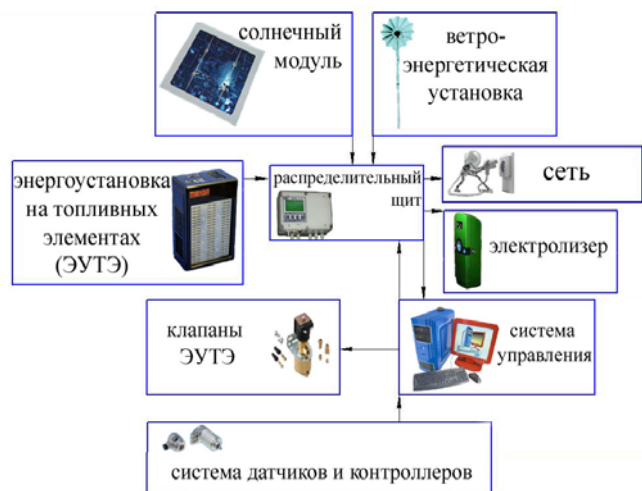 солнечный
модуль
ветро-
энергетическая
установка
энергоустановка
на топливных
элементах
(ЭУТЭ)
распределительный
щит
сеть
электролизер
клапаны
ЭУТЭ
система
управления
система датчиков и контроллеров